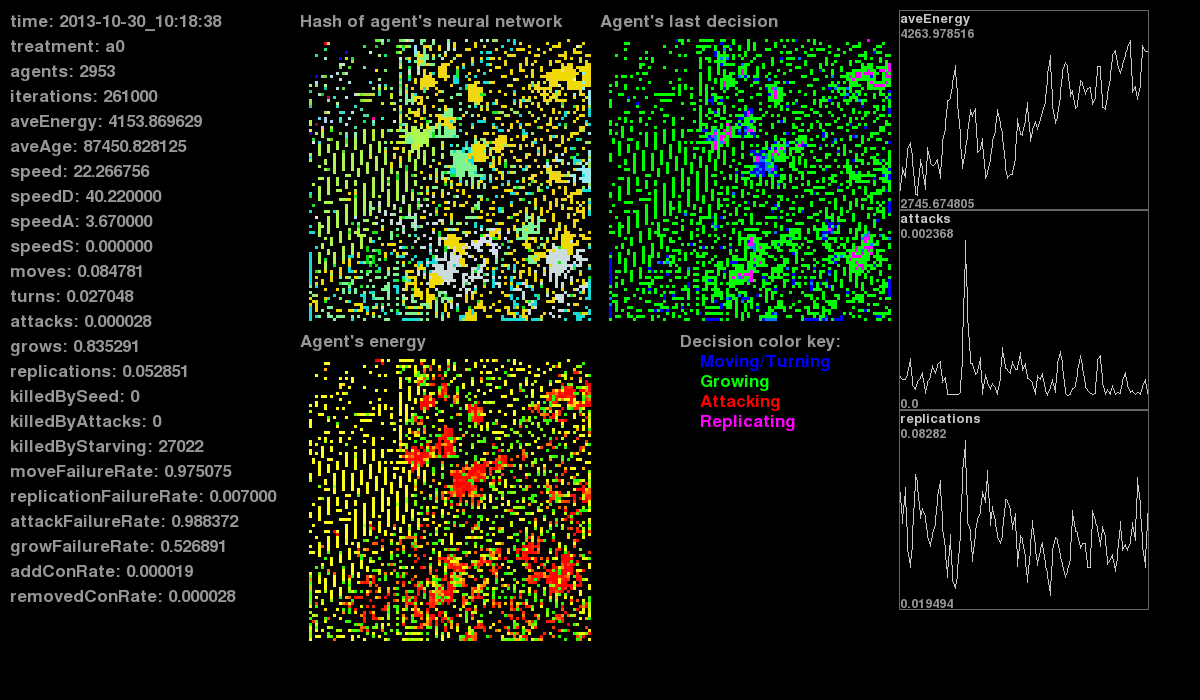 time: 2013-10-30_10:18:38
treatment: a0
agents: 2953
iterations: 261000
aveEnergy: 4153.869629
aveAge: 87450.828125
speed: 22.266756
speedD: 40.220000
speedA: 3.670000
speedS: 0.000000
moves: 0.084781
turns: 0.027048
attacks: 0.000028
grows: 0.835291
replications: 0.052851
killedBySeed: 0
killedByAttacks: 0
killedByStarving: 27022
moveFailureRate: 0.975075
replicationFailureRate: 0.007000
attackFailureRate: 0.988372
growFailureRate: 0.526891
addConRate: 0.000019
removedConRate: 0.000028
Hash of agent's neural network
Agent's last decision
Agent's energy
Decision color key:
Moving/Turning
Growing
Attacking
Replicating
aveEnergy
4263.978516
2745.674805
attacks
0.002368
0.0
replications
0.08282
0.019494